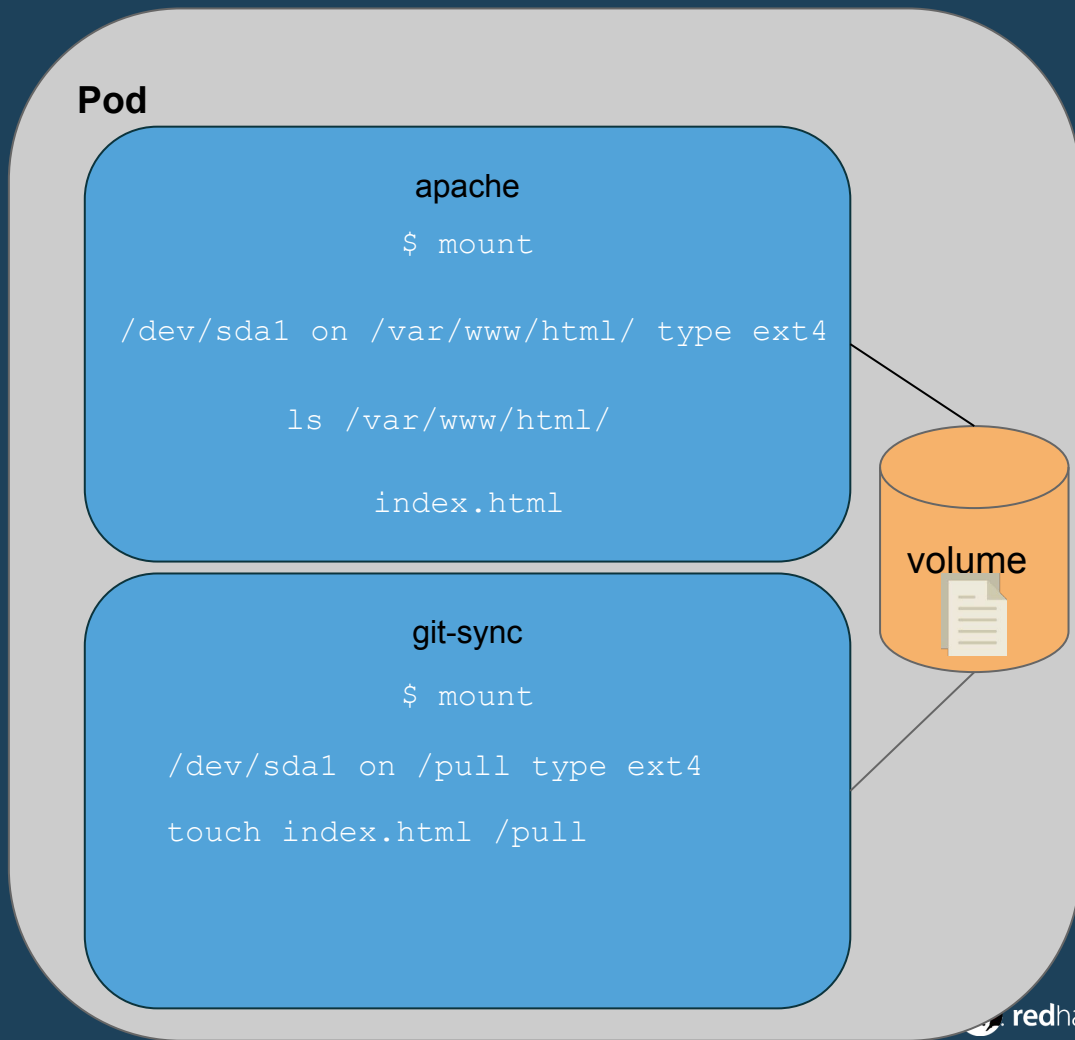 Pod
apache
$ mount
/dev/sda1 on /var/www/html/ type ext4
ls /var/www/html/
index.html
volume
git-sync
$ mount
/dev/sda1 on /pull type ext4
touch index.html /pull
redha